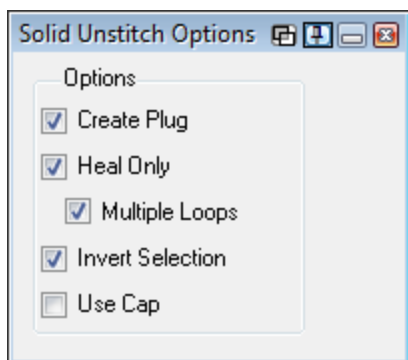 Solid Unstitch Options
Options
Create Plug
Heal Only
Multiple Loops
Invert Selection
Use Cap